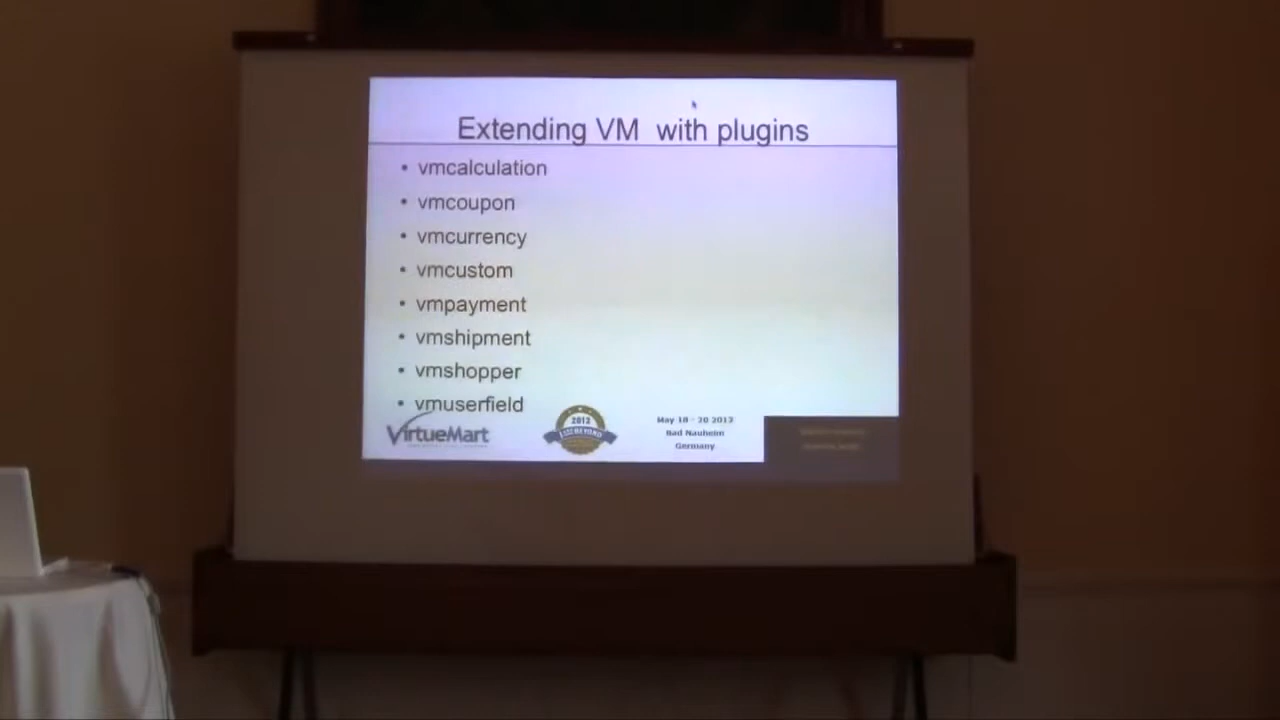 Extending VM with plugins
• vmcalculation
• vmcoupon
• vmcurrency
• vmcustom
• vmpayment
• vmshipment
• vmshopper
• vmuserfield
VirtueMart
2013
May 18 - 20 2013
Bad Nauheim
Germany